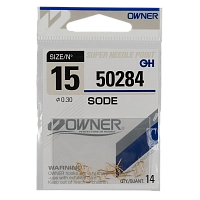 OWNER
SIZE/N°
SUPER NEEDLE POINT
15
50284
GH
⌀0.30
SODE
OWNER
WARNING:
QTY/QUANT. 14